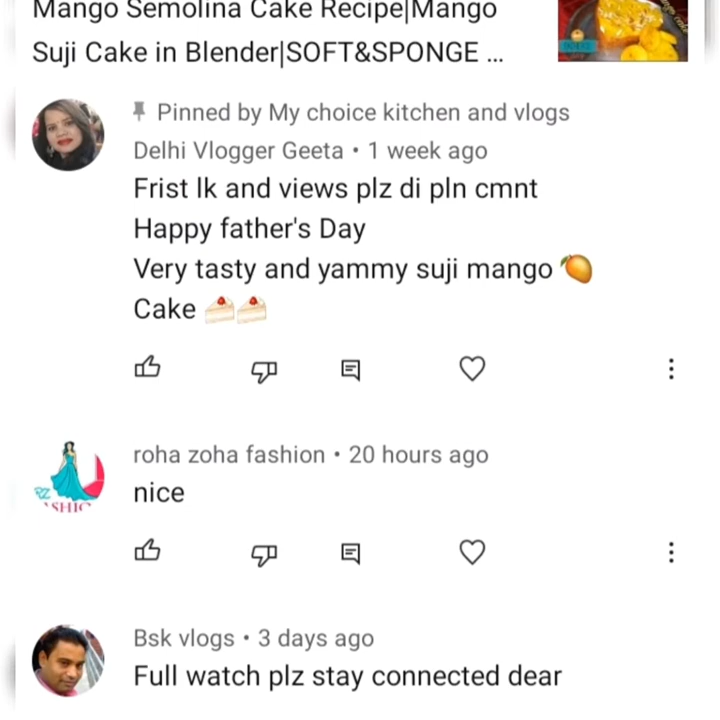 Mango Semolina Cake Recipe|Mango
Suji Cake in Blender|SOFT&SPONGE ...
Pinned by My choice kitchen and vlogs
Delhi Vlogger Geeta • 1 week ago
Frist lk and views plz di pln cmnt
Happy father's Day
Very tasty and yammy suji mango 🥭
Cake 🍰🍰
roha zoha fashion • 20 hours ago
nice
Bsk vlogs • 3 days ago
Full watch plz stay connected dear